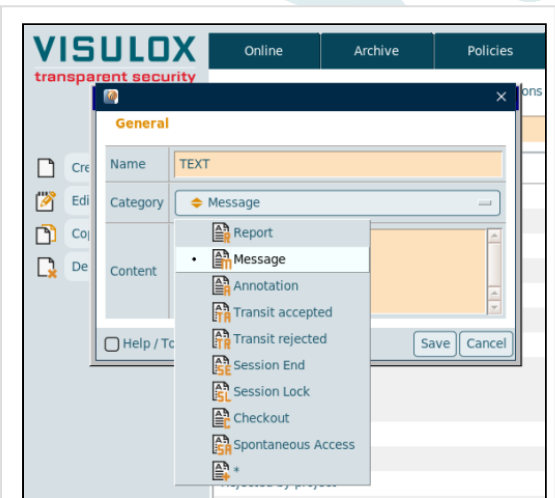 VISULOX
transparent security
Online
Archive
Policies
ons
General
Name
TEXT
Cre
Edi
Category
Message
Co
De
Content
Report
Message
Annotation
Transit accepted
Transit rejected
Session End
Session Lock
Checkout
Spontaneous Access
*
Help / To
Save
Cancel